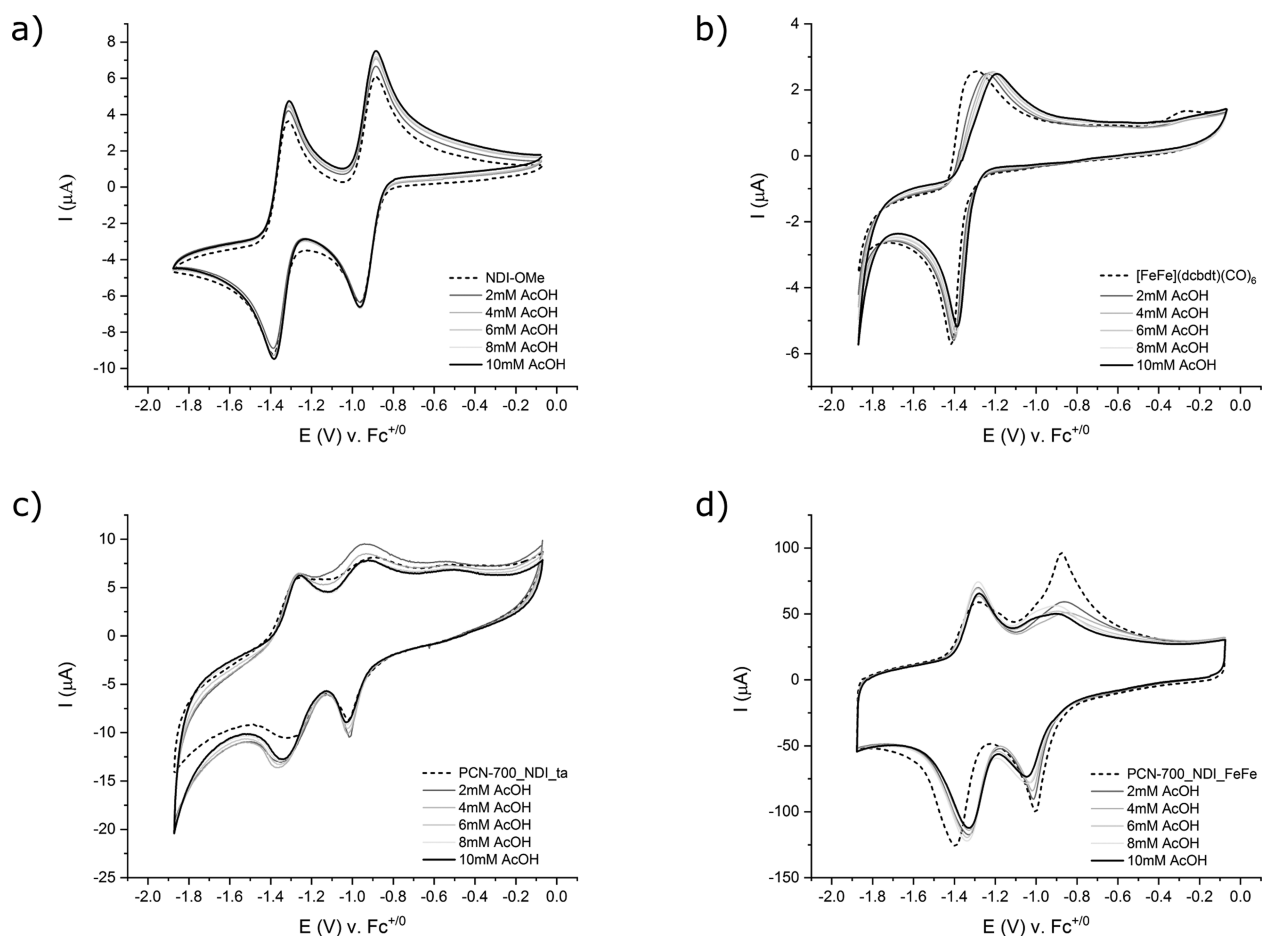 a)
8
6
4
2
0
-2
-4
-6
-8
-10
I (µA)
-2.0 -1.8 -1.6 -1.4 -1.2 -1.0 -0.8 -0.6 -0.4 -0.2 0.0
E (V) v. Fc+/0
NDI-OMe
2mM AcOH
4mM AcOH
6mM AcOH
8mM AcOH
10mM AcOH
b)
4
2
0
-2
-4
-6
I (µA)
-2.0 -1.8 -1.6 -1.4 -1.2 -1.0 -0.8 -0.6 -0.4 -0.2 0.0
E (V) v. Fc+/0
[FeFe](dcbdt)(CO)6
2mM AcOH
4mM AcOH
6mM AcOH
8mM AcOH
10mM AcOH
c)
10
5
0
-5
-10
-15
-20
-25
I (µA)
-2.0 -1.8 -1.6 -1.4 -1.2 -1.0 -0.8 -0.6 -0.4 -0.2 0.0
E (V) v. Fc+/0
PCN-700_NDI_ta
2mM AcOH
4mM AcOH
6mM AcOH
8mM AcOH
10mM AcOH
d)
100
50
0
-50
-100
-150
I (µA)
-2.0 -1.8 -1.6 -1.4 -1.2 -1.0 -0.8 -0.6 -0.4 -0.2 0.0
E (V) v. Fc+/0
PCN-700_NDI_FeFe
2mM AcOH
4mM AcOH
6mM AcOH
8mM AcOH
10mM AcOH